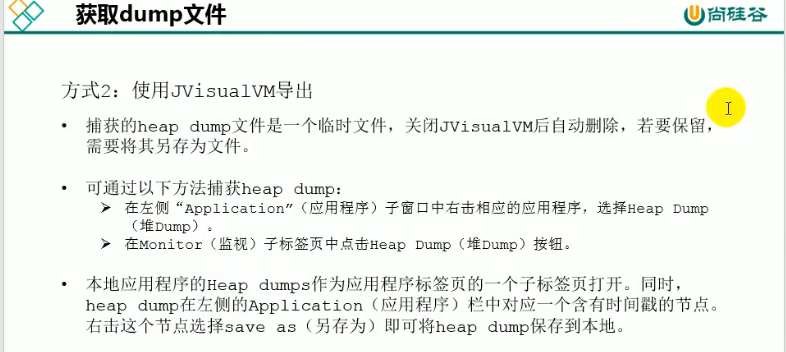 获取dump文件
尚硅谷
方式2：使用JVisualVM导出
• 捕获的heap dump文件是一个临时文件，关闭JVisualVM后自动删除，若要保留，
需要将其另存为文件。
• 可通过以下方法捕获heap dump：
➢ 在左侧“Application”（应用程序）子窗口中右击相应的应用程序，选择Heap Dump
（堆Dump）。
➢ 在Monitor（监视）子标签页中点击Heap Dump（堆Dump）按钮。
• 本地应用程序的Heap dumps作为应用程序标签页的一个子标签页打开。同时，
heap dump在左侧的Application（应用程序）栏中对应一个含有时间戳的节点。
右击这个节点选择save as（另存为）即可将heap dump保存到本地。